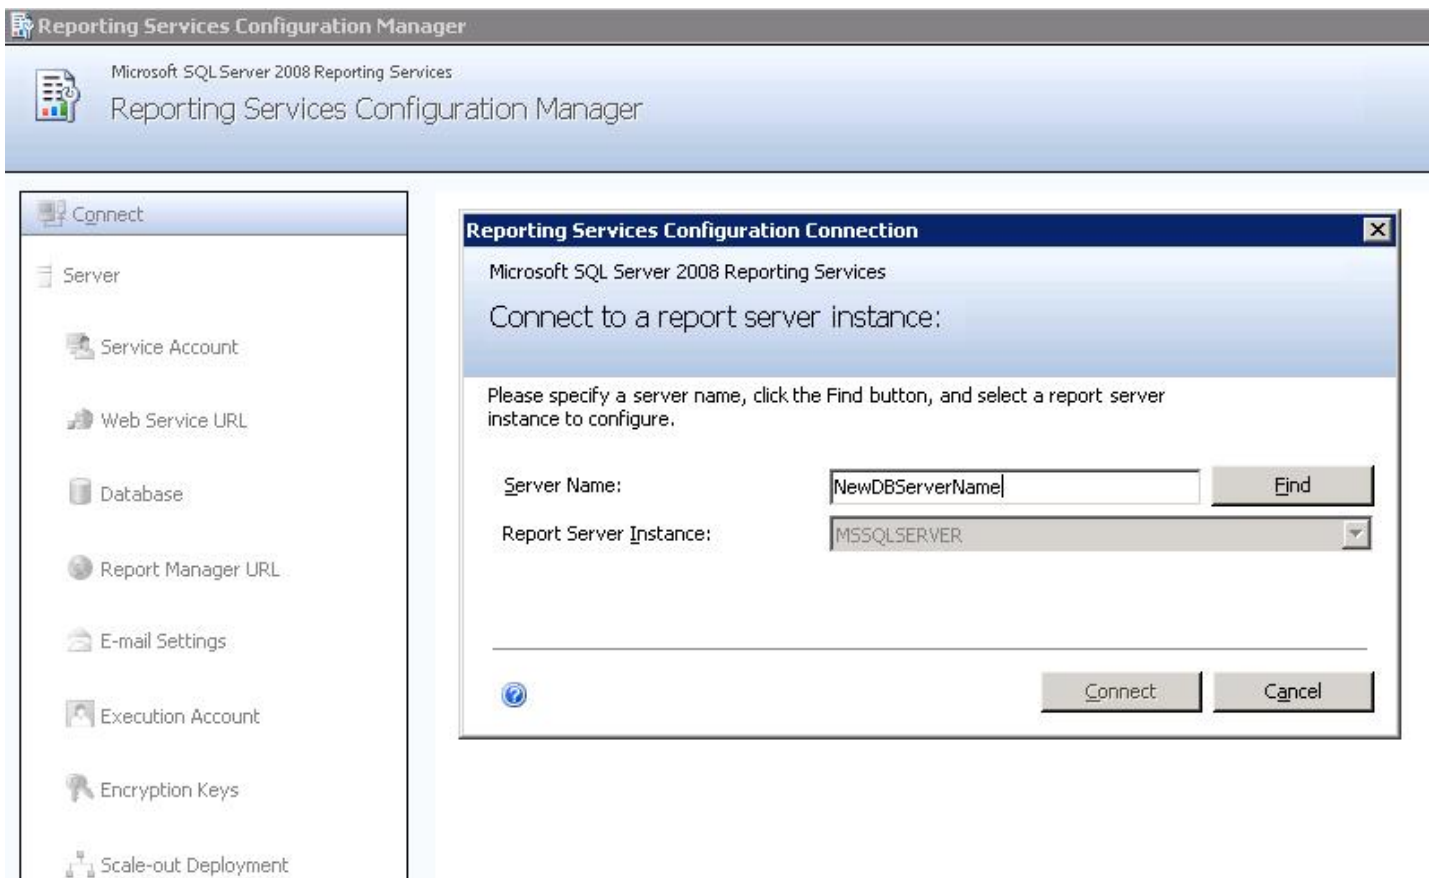 Reporting Services Configuration Manager
Microsoft SQL Server 2008 Reporting Services
Reporting Services Configuration Manager
Connect
Server
Service Account
Web Service URL
Database
Report Manager URL
E-mail Settings
Execution Account
Encryption Keys
Scale-out Deployment
Reporting Services Configuration Connection
Microsoft SQL Server 2008 Reporting Services
Connect to a report server instance:
Please specify a server name, click the Find button, and select a report server
instance to configure.
Server Name: NewDBServerName Find
Report Server Instance: MSSQLSERVER
Connect Cancel